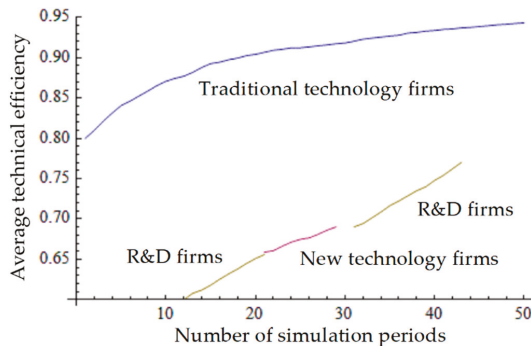 0.95
0.90
0.85
0.80
0.75
0.70
0.65
Average technical efficiency
Traditional technology firms
R&D firms
R&D firms
New technology firms
10 20 30 40 50
Number of simulation periods